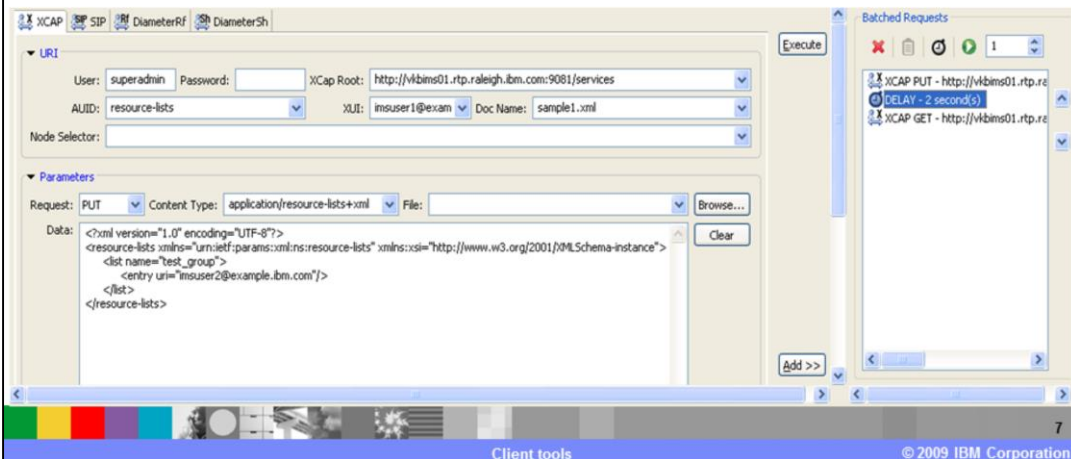 XCAP SIP DiameterRf DiameterSh
URI
User: superadmin Password: XCap Root: http://vkbims01.rtp.raleigh.ibm.com:9081/services
AUID: resource-lists XUI: imsuser1@exam Doc Name: sample1.xml
Node Selector:
Parameters
Request: PUT Content Type: application/resource-lists+xml File: Browse...
Data: Clear
<?xml version="1.0" encoding="UTF-8"?>
<resource-lists xmlns="urn:ietf:params:xml:ns:resource-lists" xmlns:xsi="http://www.w3.org/2001/XMLSchema-instance">
<list name="test_group">
<entry uri="imsuser2@example.ibm.com"/>
</list>
</resource-lists>
Execute
Add >>
Batched Requests
1
XCAP PUT - http://vkbims01.rtp.ra
DELAY - 2 second(s)
XCAP GET - http://vkbims01.rtp.ra
7
Client tools
© 2009 IBM Corporation